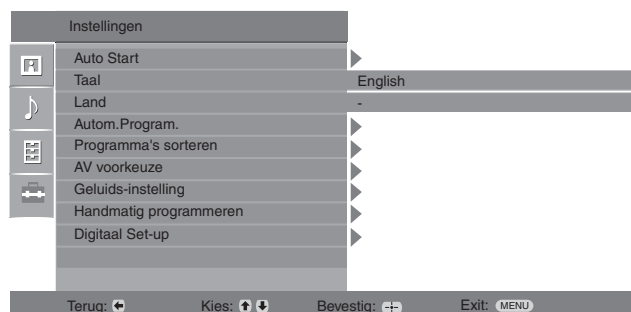 Instellingen
Auto Start
Taal English
Land -
Autom.Program.
Programma's sorteren
AV voorkeuze
Geluids-instelling
Handmatig programmeren
Digitaal Set-up
Terug: Kies: Bevestig: Exit: MENU